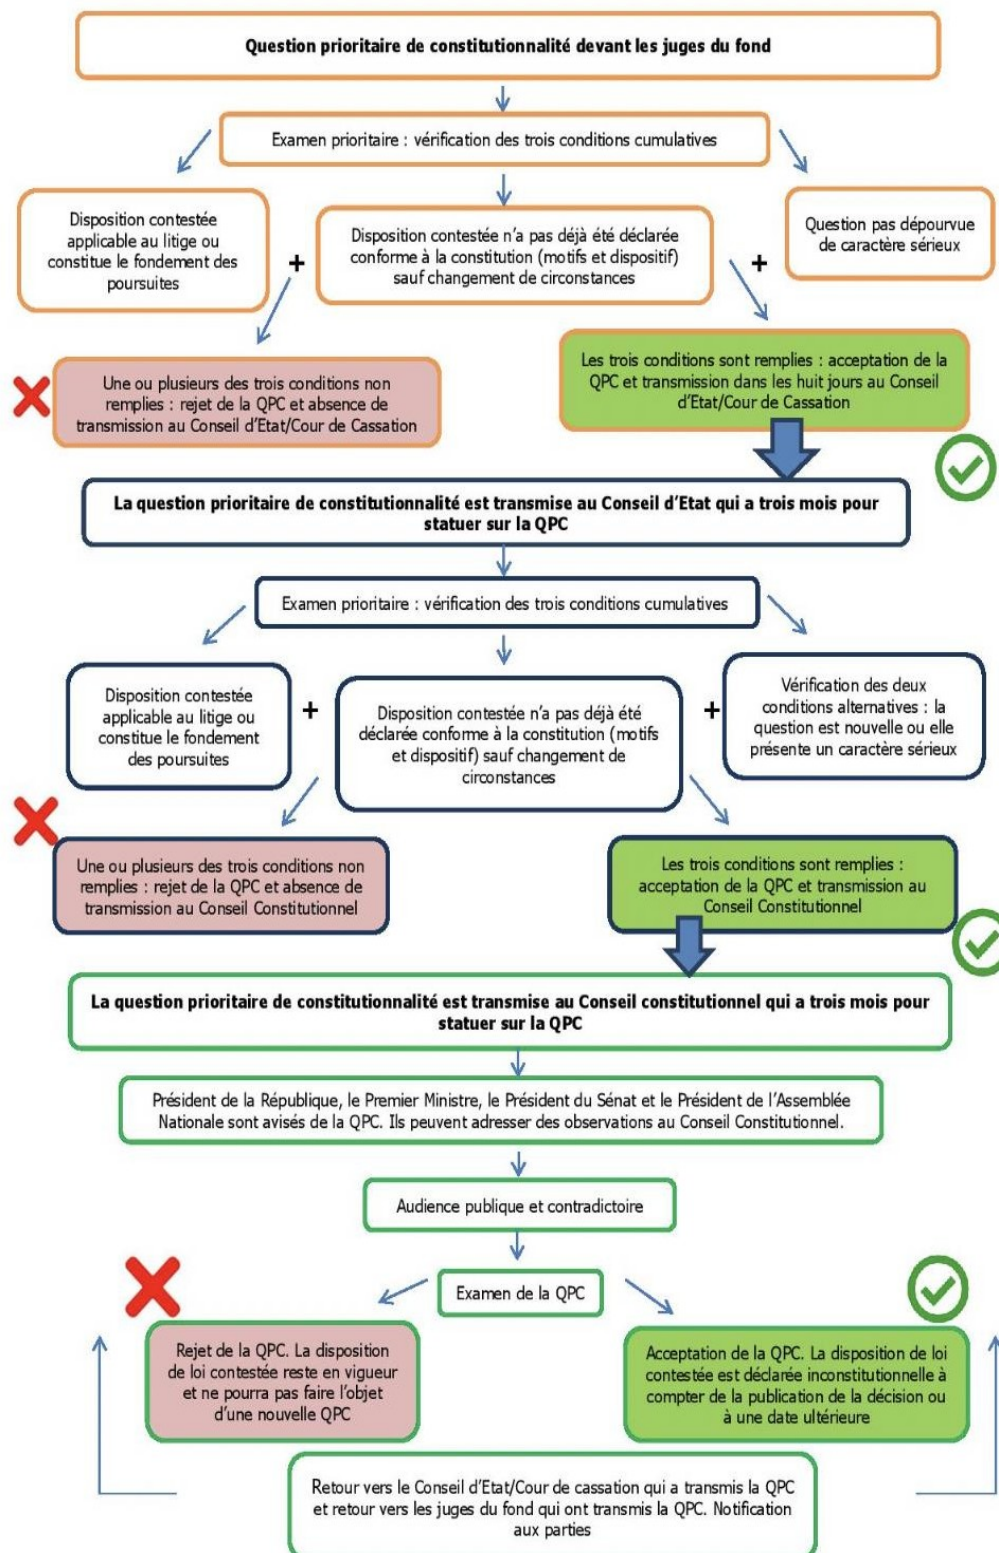 Question prioritaire de constitutionnalité devant les juges du fond
Examen prioritaire : vérification des trois conditions cumulatives
Disposition contestée
applicable au litige ou
constitue le fondement des
poursuites
+
Disposition contestée n'a pas déjà été déclarée
conforme à la constitution (motifs et dispositif)
sauf changement de circonstances
+
Question pas dépourvue
de caractère sérieux
Une ou plusieurs des trois conditions non
remplies : rejet de la QPC et absence de
transmission au Conseil d'Etat/Cour de Cassation
Les trois conditions sont remplies : acceptation de la
QPC et transmission dans les huit jours au Conseil
d'Etat/Cour de Cassation
La question prioritaire de constitutionnalité est transmise au Conseil d'Etat qui a trois mois pour
statuer sur la QPC
Examen prioritaire : vérification des trois conditions cumulatives
Disposition contestée
applicable au litige ou
constitue le fondement
des poursuites
+
Disposition contestée n'a pas déjà été
déclarée conforme à la constitution (motifs
et dispositif) sauf changement de
circonstances
+
Vérification des deux
conditions alternatives : la
question est nouvelle ou elle
présente un caractère sérieux
Une ou plusieurs des trois conditions non
remplies : rejet de la QPC et absence de
transmission au Conseil Constitutionnel
Les trois conditions sont remplies :
acceptation de la QPC et transmission au
Conseil Constitutionnel
La question prioritaire de constitutionnalité est transmise au Conseil constitutionnel qui a trois mois pour
statuer sur la QPC
Président de la République, le Premier Ministre, le Président du Sénat et le Président de l'Assemblée
Nationale sont avisés de la QPC. Ils peuvent adresser des observations au Conseil Constitutionnel.
Audience publique et contradictoire
Examen de la QPC
Rejet de la QPC. La disposition
de loi contestée reste en vigueur
et ne pourra pas faire l'objet
d'une nouvelle QPC
Acceptation de la QPC. La disposition de loi
contestée est déclarée inconstitutionnelle à
compter de la publication de la décision ou
à une date ultérieure
Retour vers le Conseil d'Etat/Cour de cassation qui a transmis la QPC
et retour vers les juges du fond qui ont transmis la QPC. Notification
aux parties